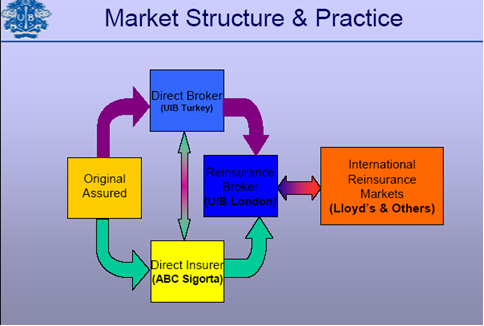 Market Structure & Practice
U I B
Direct Broker
(UIB Turkey)
Original
Assured
Reinsurance
Broker
(UIB London)
International
Reinsurance
Markets
(Lloyd's & Others)
Direct Insurer
(ABC Sigorta)